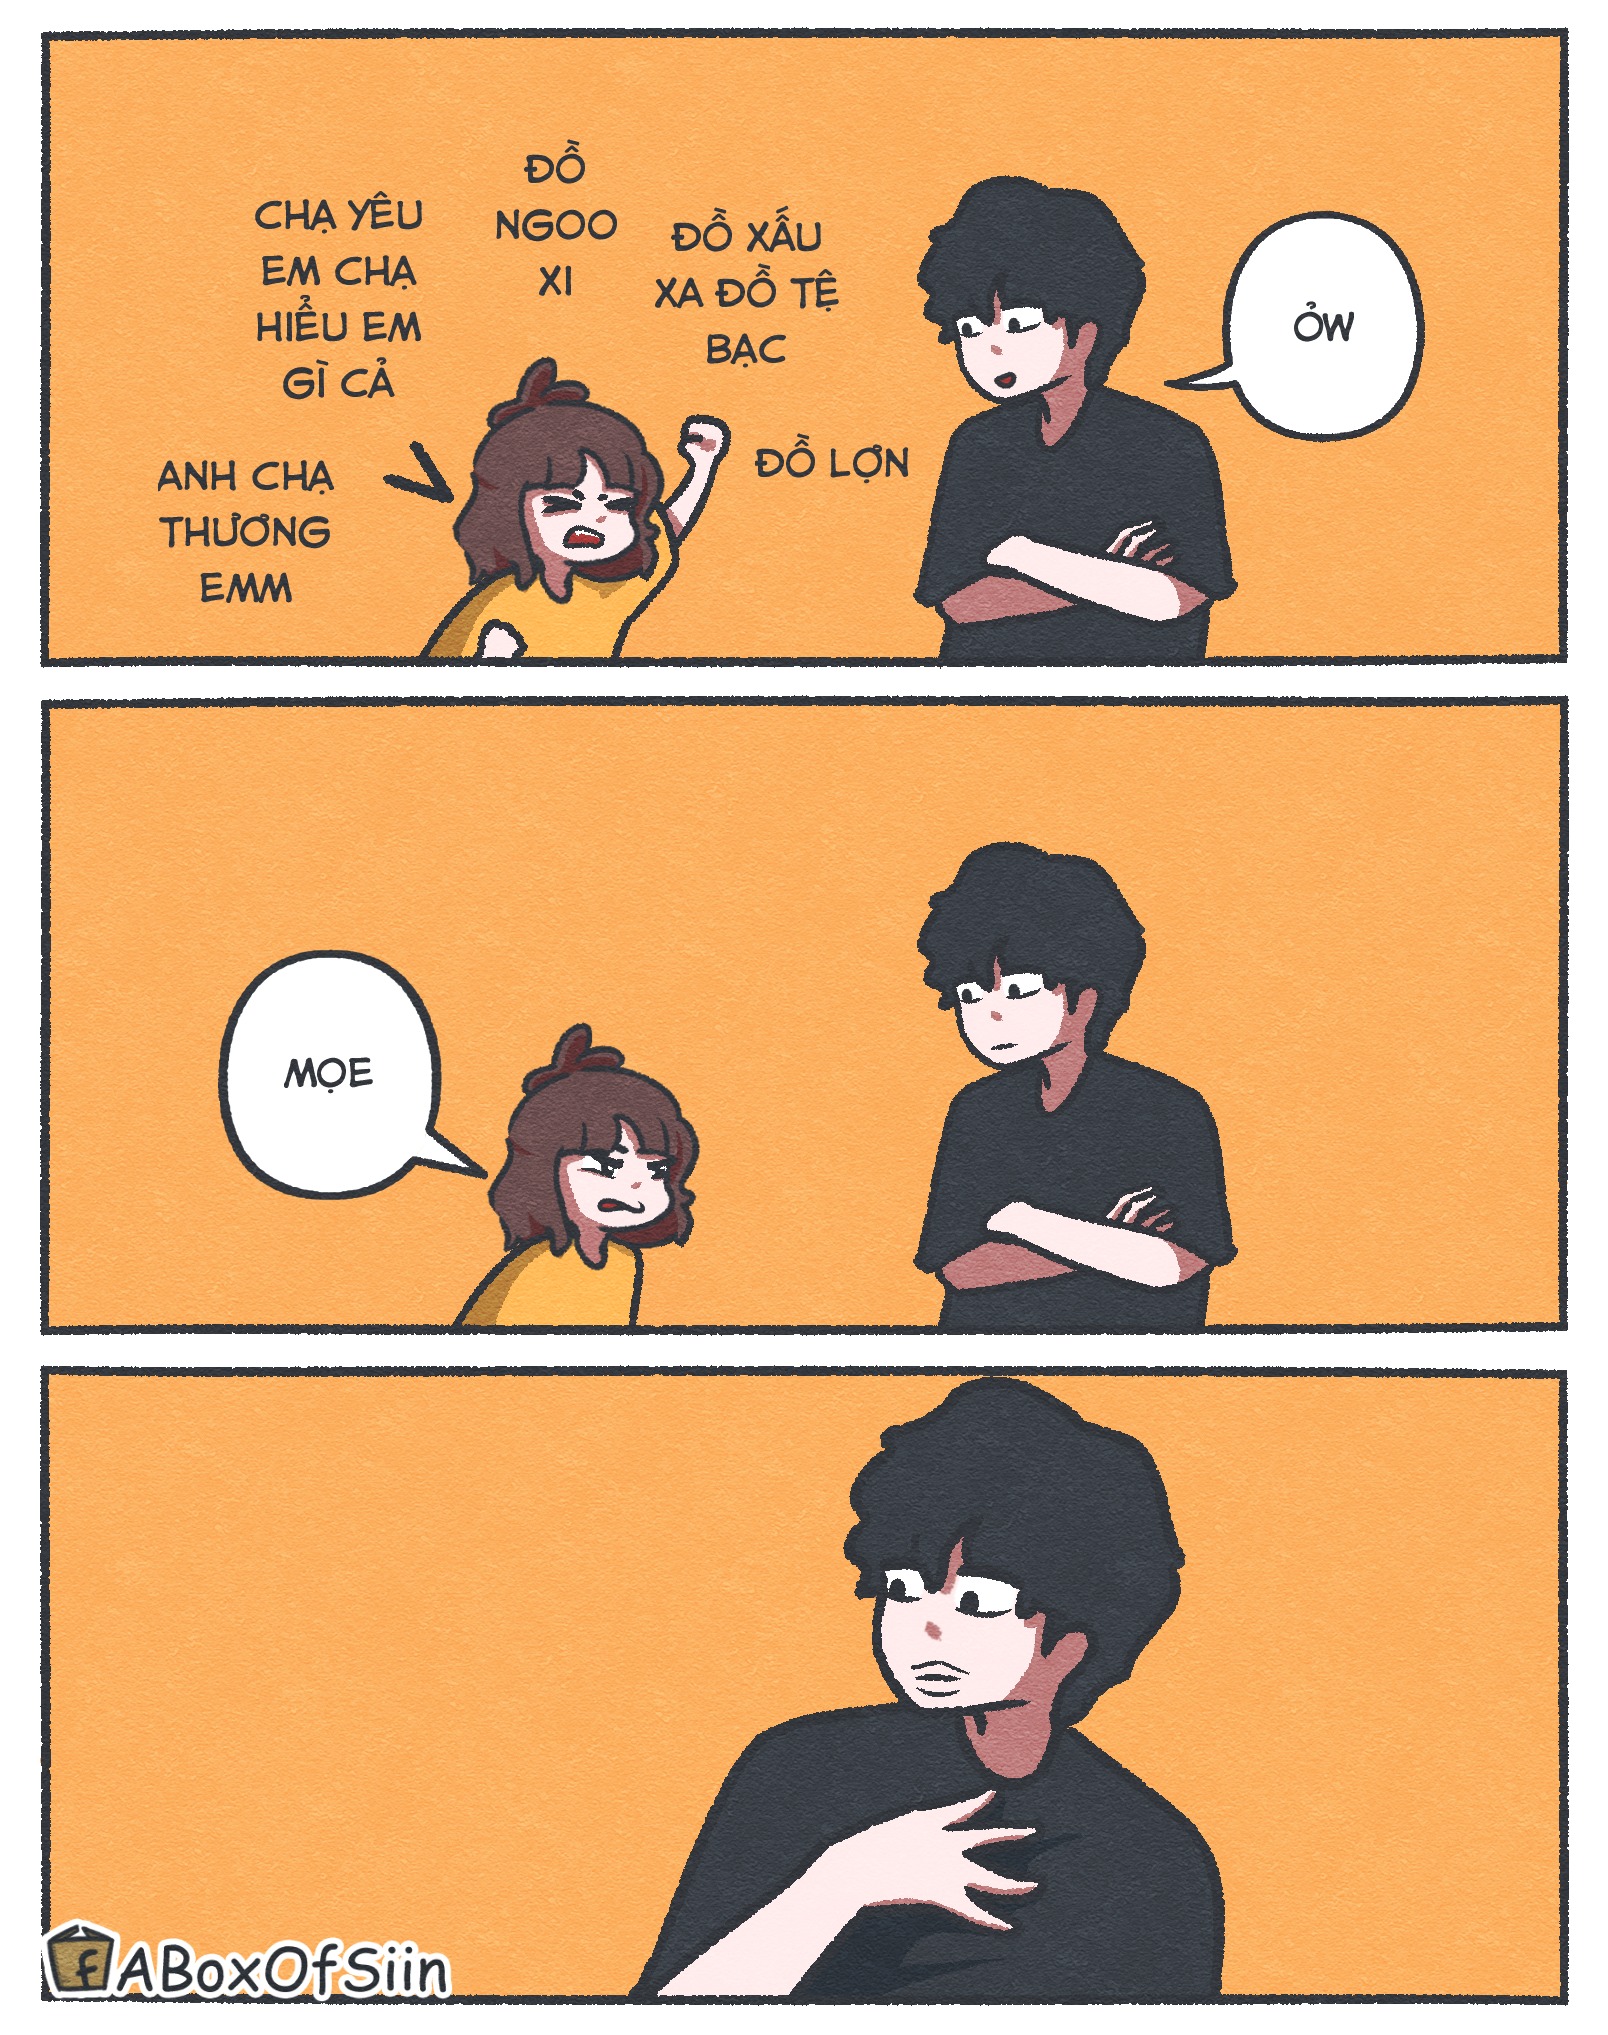 ANH CHẠ
THƯƠNG
EMM
CHẠ YÊU
EM CHẠ
HIỂU EM
GÌ CẢ
ĐỒ
NGOO
XI
ĐỒ XẤU
XA ĐỒ TỆ
BẠC
ĐỒ LỢN
ỞW
MỌE
f ABoxOfSiin